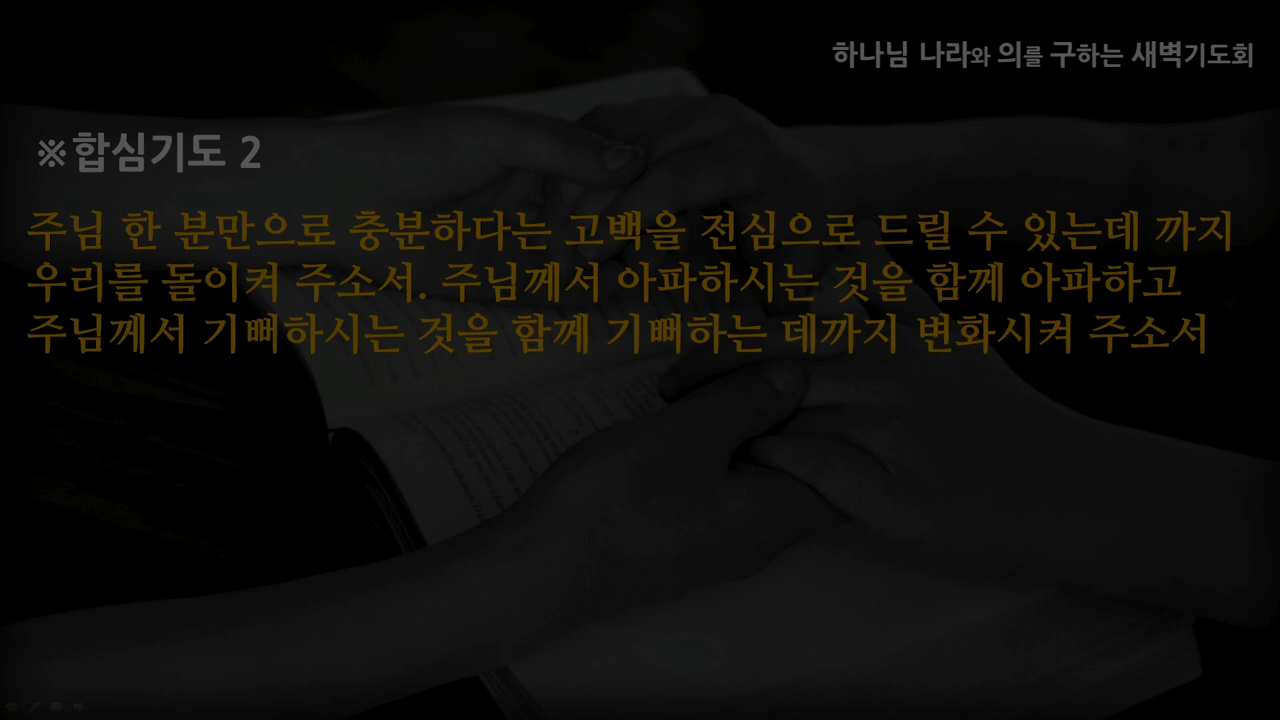 하나님 나라와 의를 구하는 새벽기도회
※합심기도 2
주님 한 분만으로 충분하다는 고백을 전심으로 드릴 수 있는데 까지
우리를 돌이켜 주소서. 주님께서 아파하시는 것을 함께 아파하고
주님께서 기뻐하시는 것을 함께 기뻐하는 데까지 변화시켜 주소서